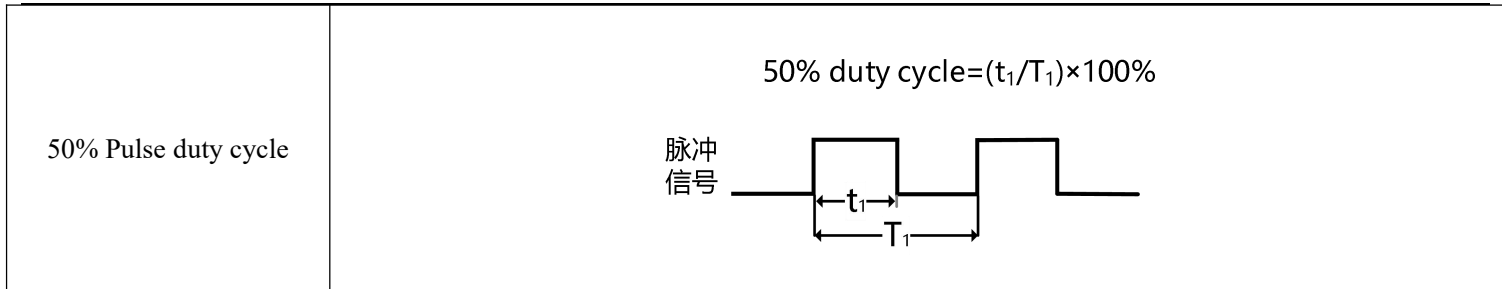 50% Pulse duty cycle
50% duty cycle=(t₁/T₁)×100%
脉冲
信号
t₁
T₁